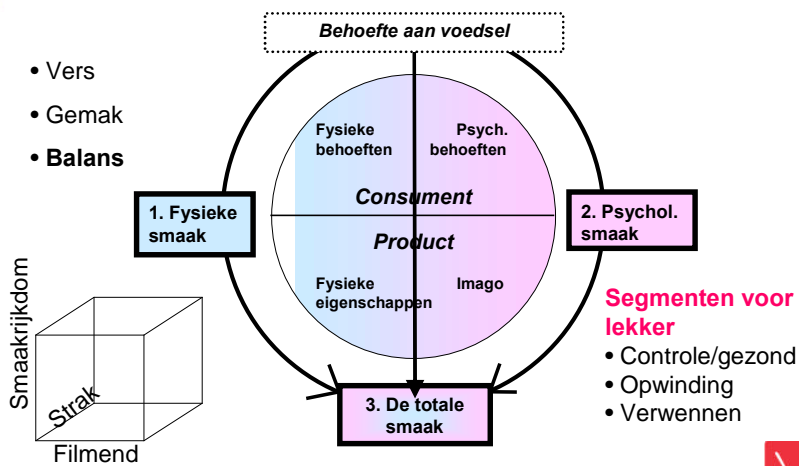 Behoefte aan voedsel
• Vers
• Gemak
• Balans
Fysieke
behoeften
Psych.
behoeften
Consument
1. Fysieke
smaak
2. Psychol.
smaak
Product
Fysieke
eigenschappen
Imago
Smaakrijkdom
Strak
Filmend
Segmenten voor
lekker
• Controle/gezond
• Opwinding
• Verwennen
3. De totale
smaak